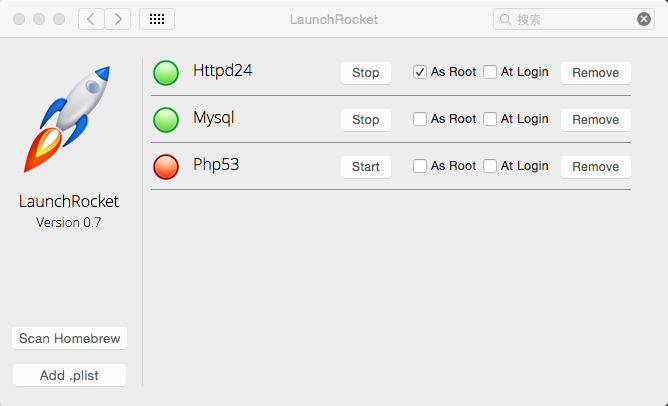 LaunchRocket
搜索
Httpd24 Stop As Root At Login Remove
Mysql Stop As Root At Login Remove
Php53 Start As Root At Login Remove
LaunchRocket
Version 0.7
Scan Homebrew
Add .plist